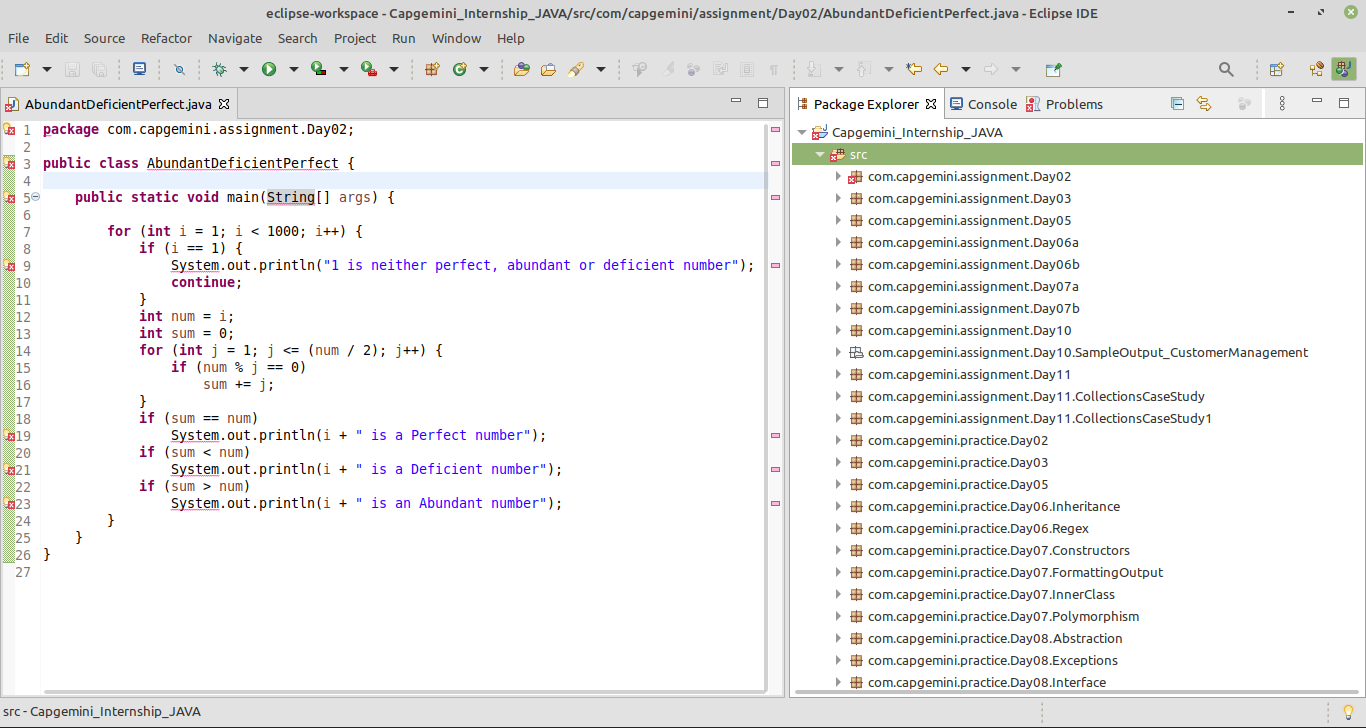 eclipse-workspace - Capgemini_Internship_JAVA/src/com/capgemini/assignment/Day02/AbundantDeficientPerfect.java - Eclipse IDE
File Edit Source Refactor Navigate Search Project Run Window Help
AbundantDeficientPerfect.java
1 package com.capgemini.assignment.Day02;
2
3 public class AbundantDeficientPerfect {
4
5 public static void main(String[] args) {
6
7 for (int i = 1; i < 1000; i++) {
8 if (i == 1) {
9 System.out.println("1 is neither perfect, abundant or deficient number");
10 continue;
11 }
12 int num = i;
13 int sum = 0;
14 for (int j = 1; j <= (num / 2); j++) {
15 if (num % j == 0)
16 sum += j;
17 }
18 if (sum == num)
19 System.out.println(i + " is a Perfect number");
20 if (sum < num)
21 System.out.println(i + " is a Deficient number");
22 if (sum > num)
23 System.out.println(i + " is an Abundant number");
24 }
25 }
26 }
27
Package Explorer Console Problems
Capgemini_Internship_JAVA
src
com.capgemini.assignment.Day02
com.capgemini.assignment.Day03
com.capgemini.assignment.Day05
com.capgemini.assignment.Day06a
com.capgemini.assignment.Day06b
com.capgemini.assignment.Day07a
com.capgemini.assignment.Day07b
com.capgemini.assignment.Day10
com.capgemini.assignment.Day10.SampleOutput_CustomerManagement
com.capgemini.assignment.Day11
com.capgemini.assignment.Day11.CollectionsCaseStudy
com.capgemini.assignment.Day11.CollectionsCaseStudy1
com.capgemini.practice.Day02
com.capgemini.practice.Day03
com.capgemini.practice.Day05
com.capgemini.practice.Day06.Inheritance
com.capgemini.practice.Day06.Regex
com.capgemini.practice.Day07.Constructors
com.capgemini.practice.Day07.FormattingOutput
com.capgemini.practice.Day07.InnerClass
com.capgemini.practice.Day07.Polymorphism
com.capgemini.practice.Day08.Abstraction
com.capgemini.practice.Day08.Exceptions
com.capgemini.practice.Day08.Interface
src - Capgemini_Internship_JAVA